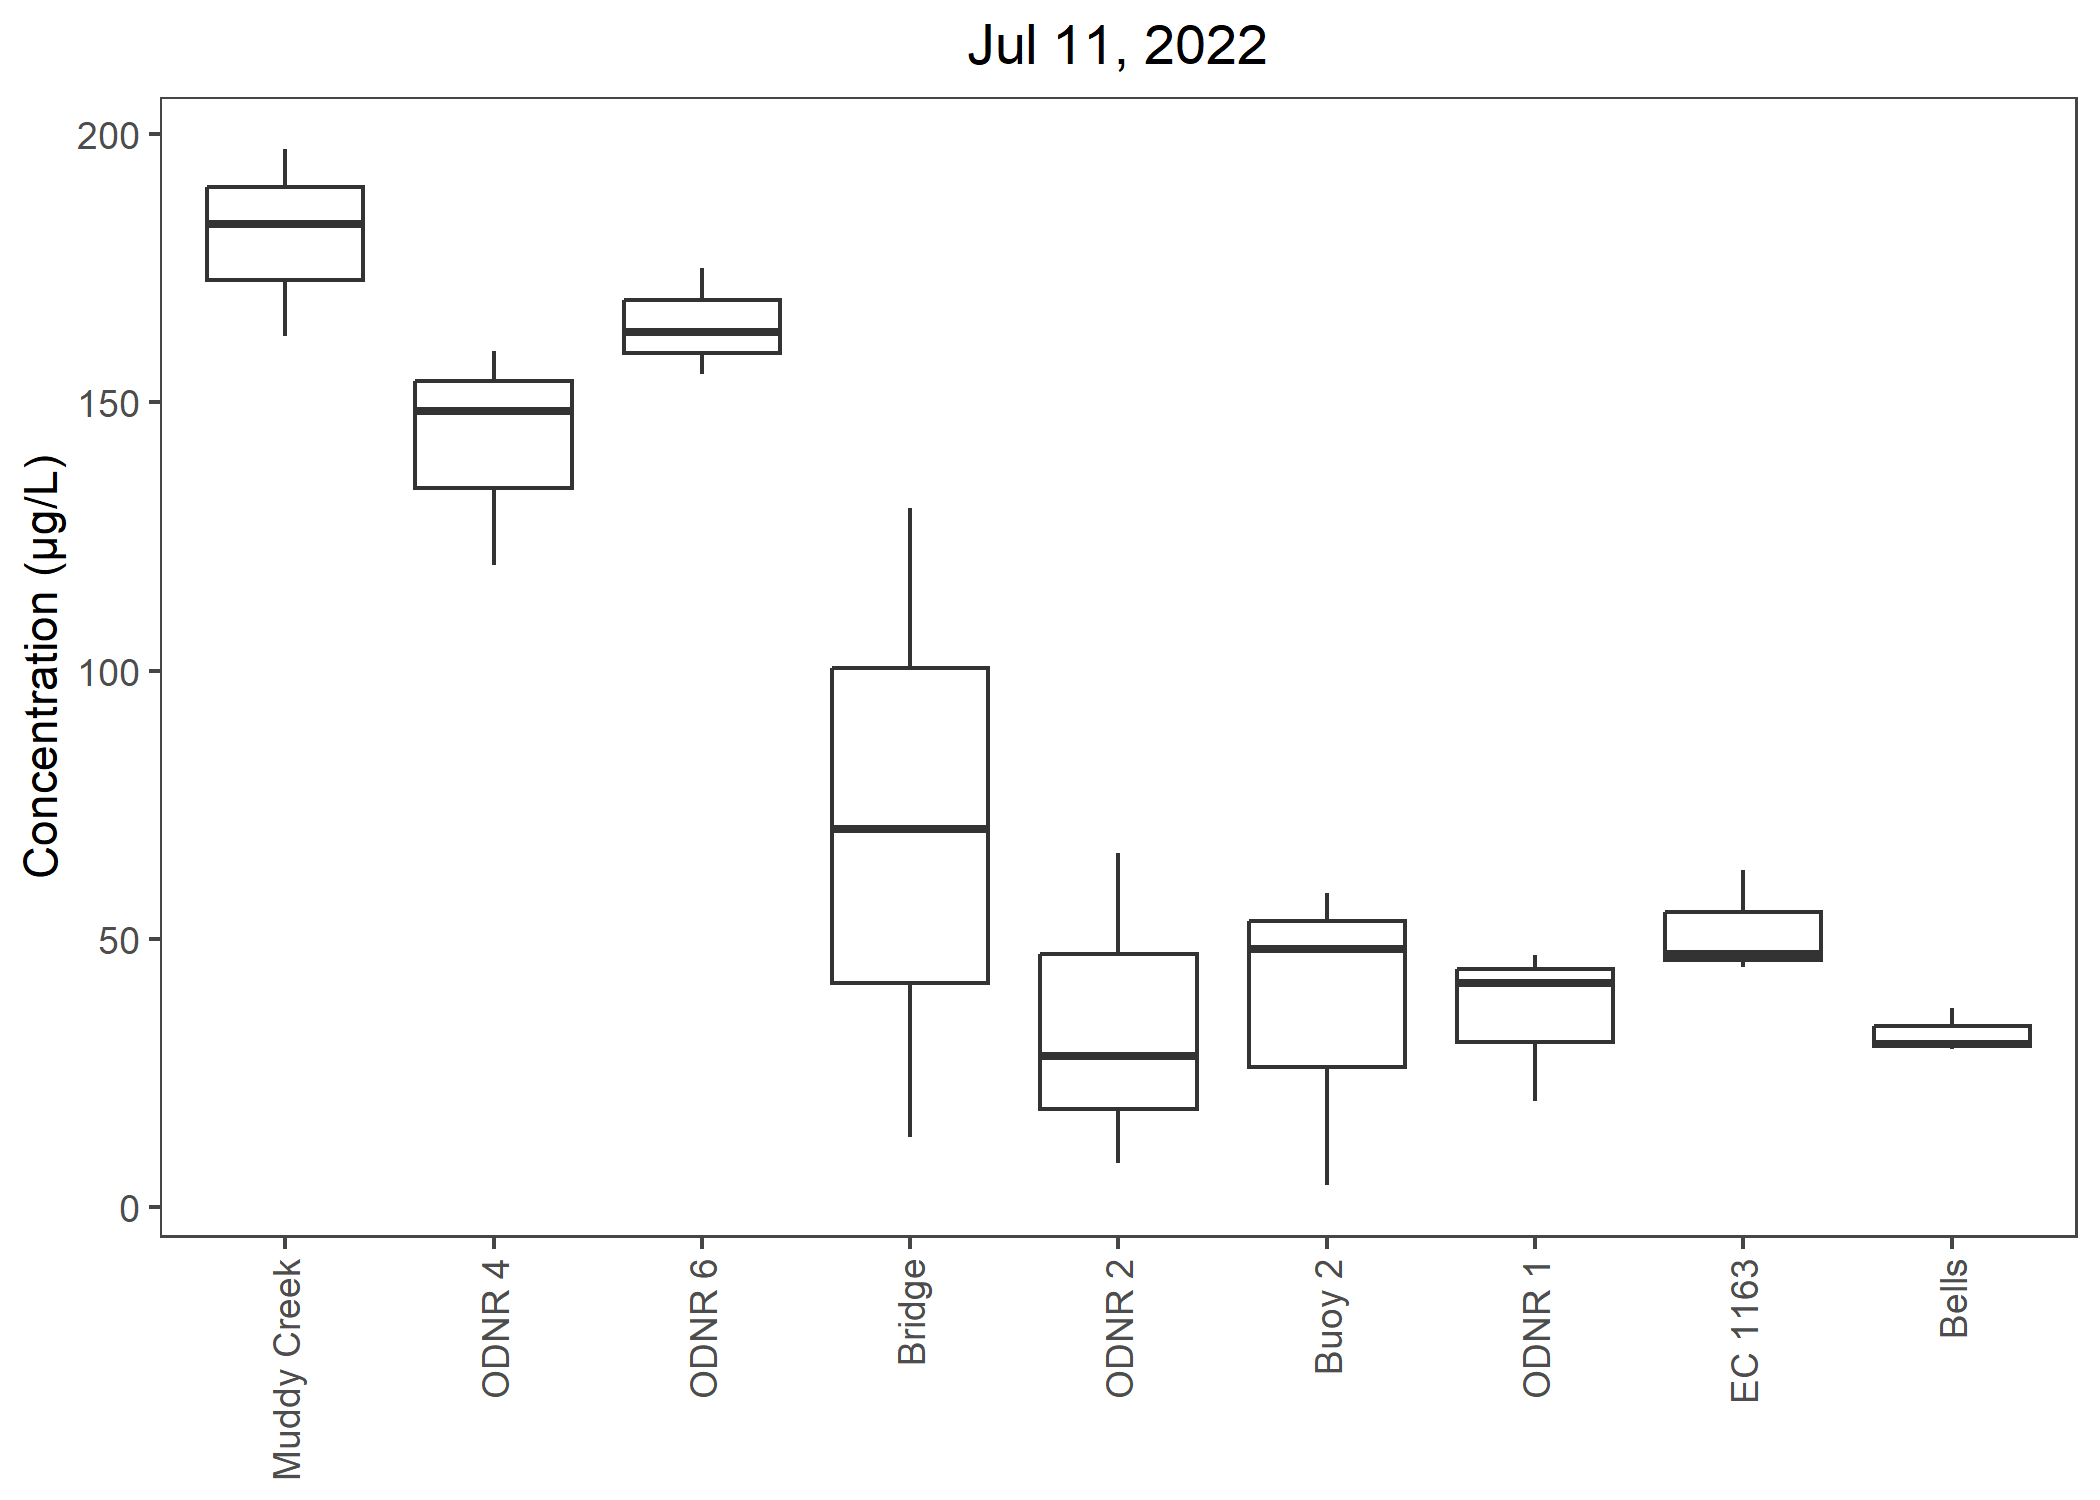 Jul 11, 2022
Concentration (µg/L)
200
150
100
50
0
Muddy Creek
ODNR 4
ODNR 6
Bridge
ODNR 2
Buoy 2
ODNR 1
EC 1163
Bells